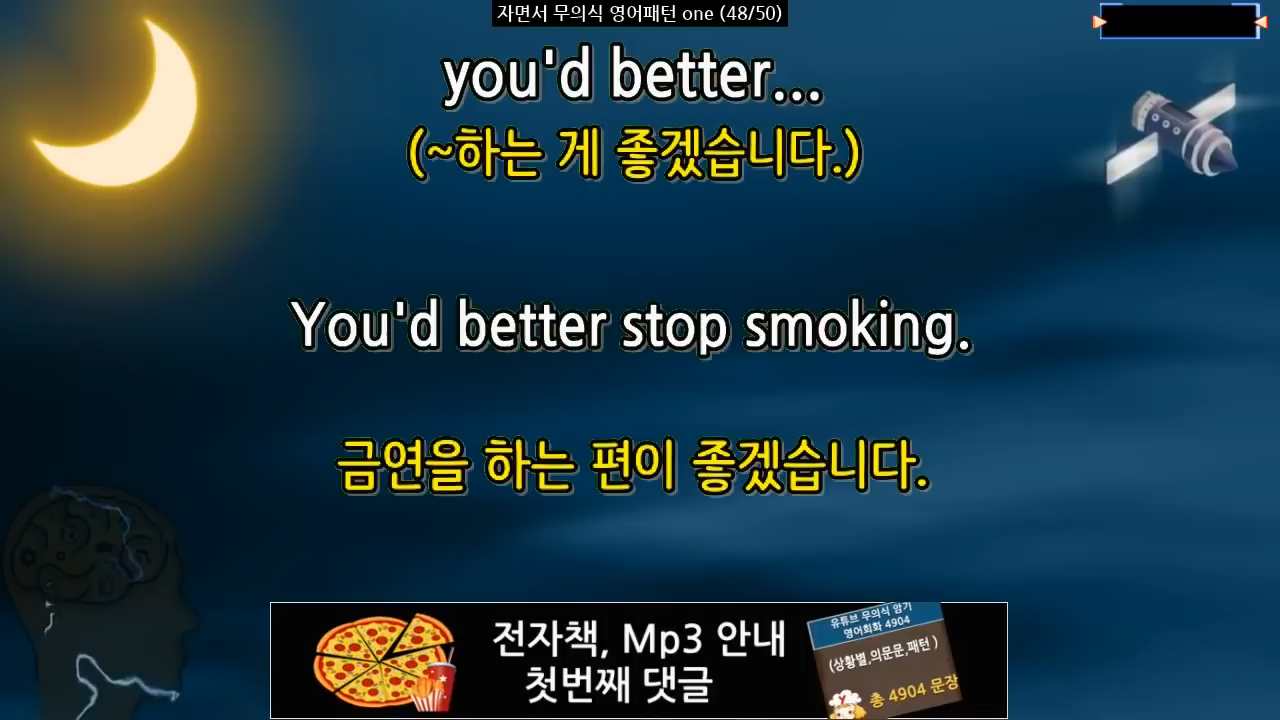 자면서 무의식 영어패턴 one (48/50)
you'd better...
(~하는 게 좋겠습니다.)
You'd better stop smoking.
금연을 하는 편이 좋겠습니다.
전자책, Mp3 안내
첫번째 댓글
유튜브 무의식 암기
영어회화 4904
(상황별,의문문,패턴)
총 4904 문장